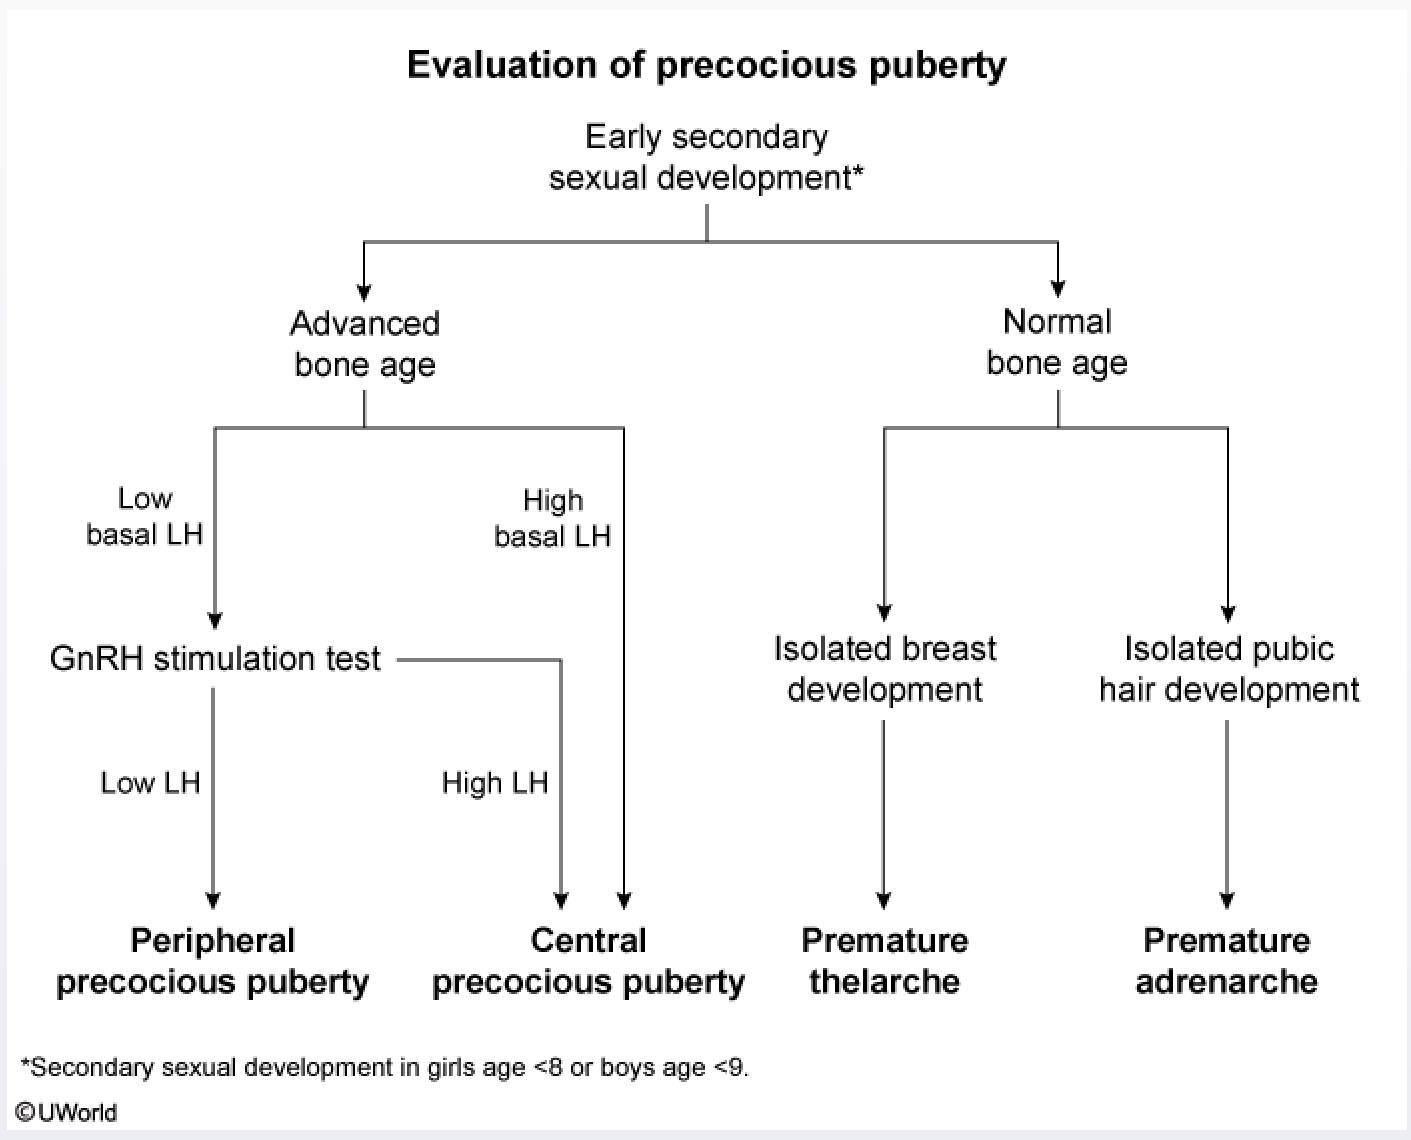 Evaluation of precocious puberty
Early secondary
sexual development*
Advanced
bone age
Normal
bone age
Low
basal LH
High
basal LH
GnRH stimulation test
Isolated breast
development
Isolated pubic
hair development
Low LH
High LH
Peripheral
precocious puberty
Central
precocious puberty
Premature
thelarche
Premature
adrenarche
*Secondary sexual development in girls age <8 or boys age <9.
©UWorld